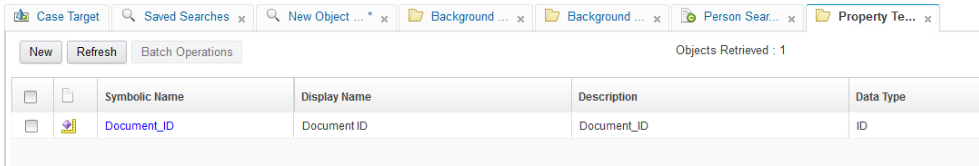 Case Target Saved Searches x New Object ... * x Background ... x Background ... x Person Sear... x Property Te... x
New Refresh Batch Operations Objects Retrieved : 1
Symbolic Name Display Name Description Data Type
Document_ID Document ID Document_ID ID